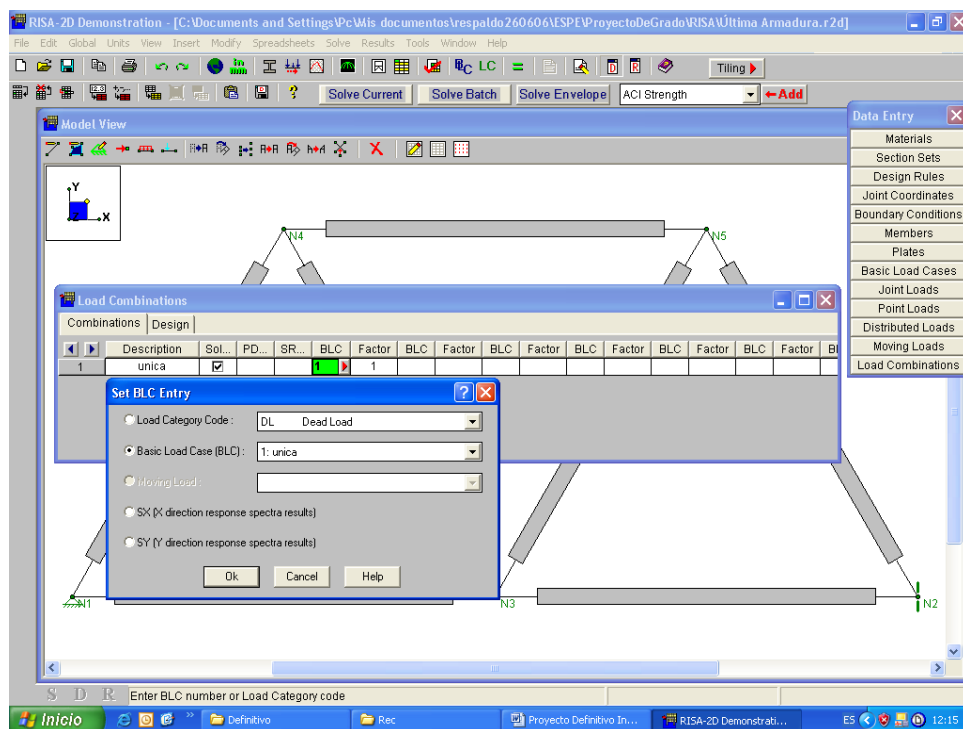 RISA-2D Demonstration - [C:\Documents and Settings\Pc\Mis documentos\respaldo260606\ESPE\ProyectoDeGrado\RISA\Última Armadura.r2d]
File Edit Global Units View Insert Modify Spreadsheets Solve Results Tools Window Help
LC Tiling
Solve Current Solve Batch Solve Envelope ACI Strength Add
Model View
Data Entry
Materials
Section Sets
Design Rules
Joint Coordinates
Boundary Conditions
Members
Plates
Basic Load Cases
Joint Loads
Point Loads
Distributed Loads
Moving Loads
Load Combinations
Y
Z X
N4 N5
Load Combinations
Combinations Design
Description Sol... PD... SR... BLC Factor BLC Factor BLC Factor BLC Factor BLC Factor BLC Factor BL
1 unica 1 1
Set BLC Entry
Load Category Code : DL Dead Load
Basic Load Case (BLC) : 1: unica
Moving Load :
SX (X direction response spectra results)
SY (Y direction response spectra results)
Ok Cancel Help
N1 N3 N2
S D R Enter BLC number or Load Category code
Inicio Definitivo Rec Proyecto Definitivo In... RISA-2D Demonstrati... ES 12:15